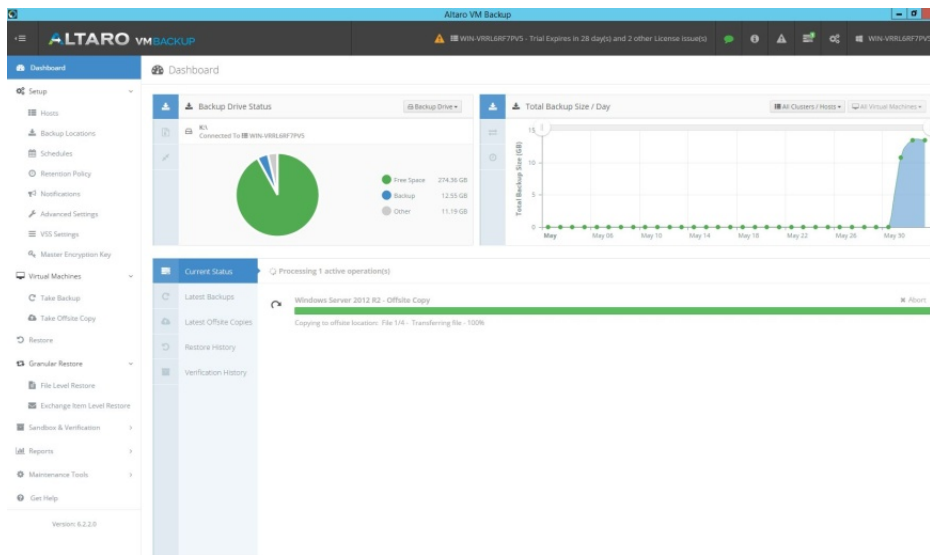 Altaro VM Backup
ALTARO VMBACKUP
WIN-VRRL6RF7PV5 - Trial Expires in 28 day(s) and 2 other License Issue(s)
WIN-VRRL6RF7PV5
Dashboard
Setup
Hosts
Backup Locations
Schedules
Retention Policy
Notifications
Advanced Settings
VSS Settings
Master Encryption Key
Virtual Machines
Take Backup
Take Offsite Copy
Restore
Granular Restore
File Level Restore
Exchange Item Level Restore
Sandbox & Verification
Reports
Maintenance Tools
Get Help
Version: 6.2.2.0
Dashboard
Backup Drive Status
Backup Drive
Connected To WIN-VRRL6RF7PV5
Free Space 274.36 GB
Backup 12.55 GB
Other 11.19 GB
Total Backup Size / Day
All Clusters / Hosts
All Virtual Machines
Total Backup Size (GB)
15
10
5
0
May May 06 May 10 May 14 May 18 May 22 May 26 May 30
Current Status
Latest Backups
Latest Offsite Copies
Restore History
Verification History
Processing 1 active operation(s)
Windows Server 2012 R2 - Offsite Copy
Abort
Copying to offsite location: File 1/4 - Transferring file - 100%